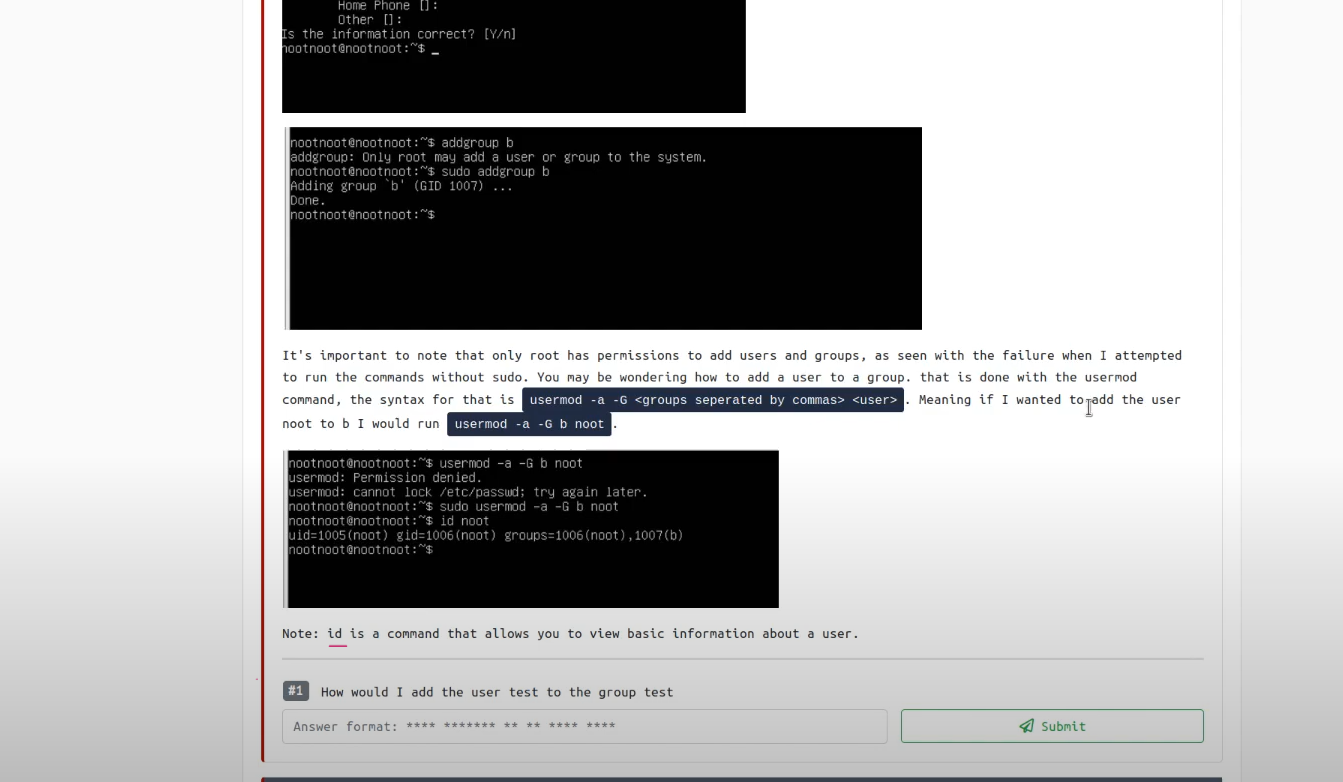 Home Phone []:
Other []:
Is the information correct? [Y/n]
nootnoot@nootnoot:~$ _
nootnoot@nootnoot:~$ addgroup b
addgroup: Only root may add a user or group to the system.
nootnoot@nootnoot:~$ sudo addgroup b
Adding group `b' (GID 1007) ...
Done.
nootnoot@nootnoot:~$
It's important to note that only root has permissions to add users and groups, as seen with the failure when I attempted
to run the commands without sudo. You may be wondering how to add a user to a group. that is done with the usermod
command, the syntax for that is usermod -a -G <groups seperated by commas> <user> . Meaning if I wanted to add the user
noot to b I would run usermod -a -G b noot .
nootnoot@nootnoot:~$ usermod -a -G b noot
usermod: Permission denied.
usermod: cannot lock /etc/passwd; try again later.
nootnoot@nootnoot:~$ sudo usermod -a -G b noot
nootnoot@nootnoot:~$ id noot
uid=1005(noot) gid=1006(noot) groups=1006(noot),1007(b)
nootnoot@nootnoot:~$
Note: id is a command that allows you to view basic information about a user.
#1 How would I add the user test to the group test
Answer format: **** ******* ** ** **** ****
Submit